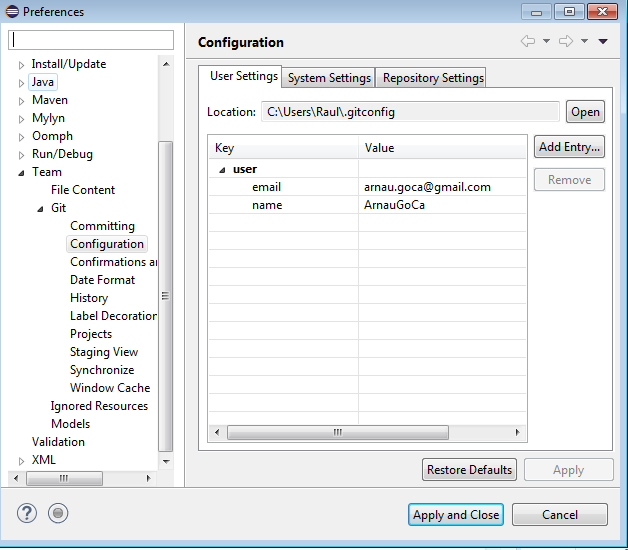 Preferences
Configuration
Install/Update
Java
Maven
Mylyn
Oomph
Run/Debug
Team
File Content
Git
Committing
Configuration
Confirmations a
Date Format
History
Label Decoration
Projects
Staging View
Synchronize
Window Cache
Ignored Resources
Models
Validation
XML
User Settings System Settings Repository Settings
Location: C:\Users\Raul\.gitconfig Open
Key Value Add Entry...
user Remove
email arnau.goca@gmail.com
name ArnauGoCa
Restore Defaults Apply
? Apply and Close Cancel